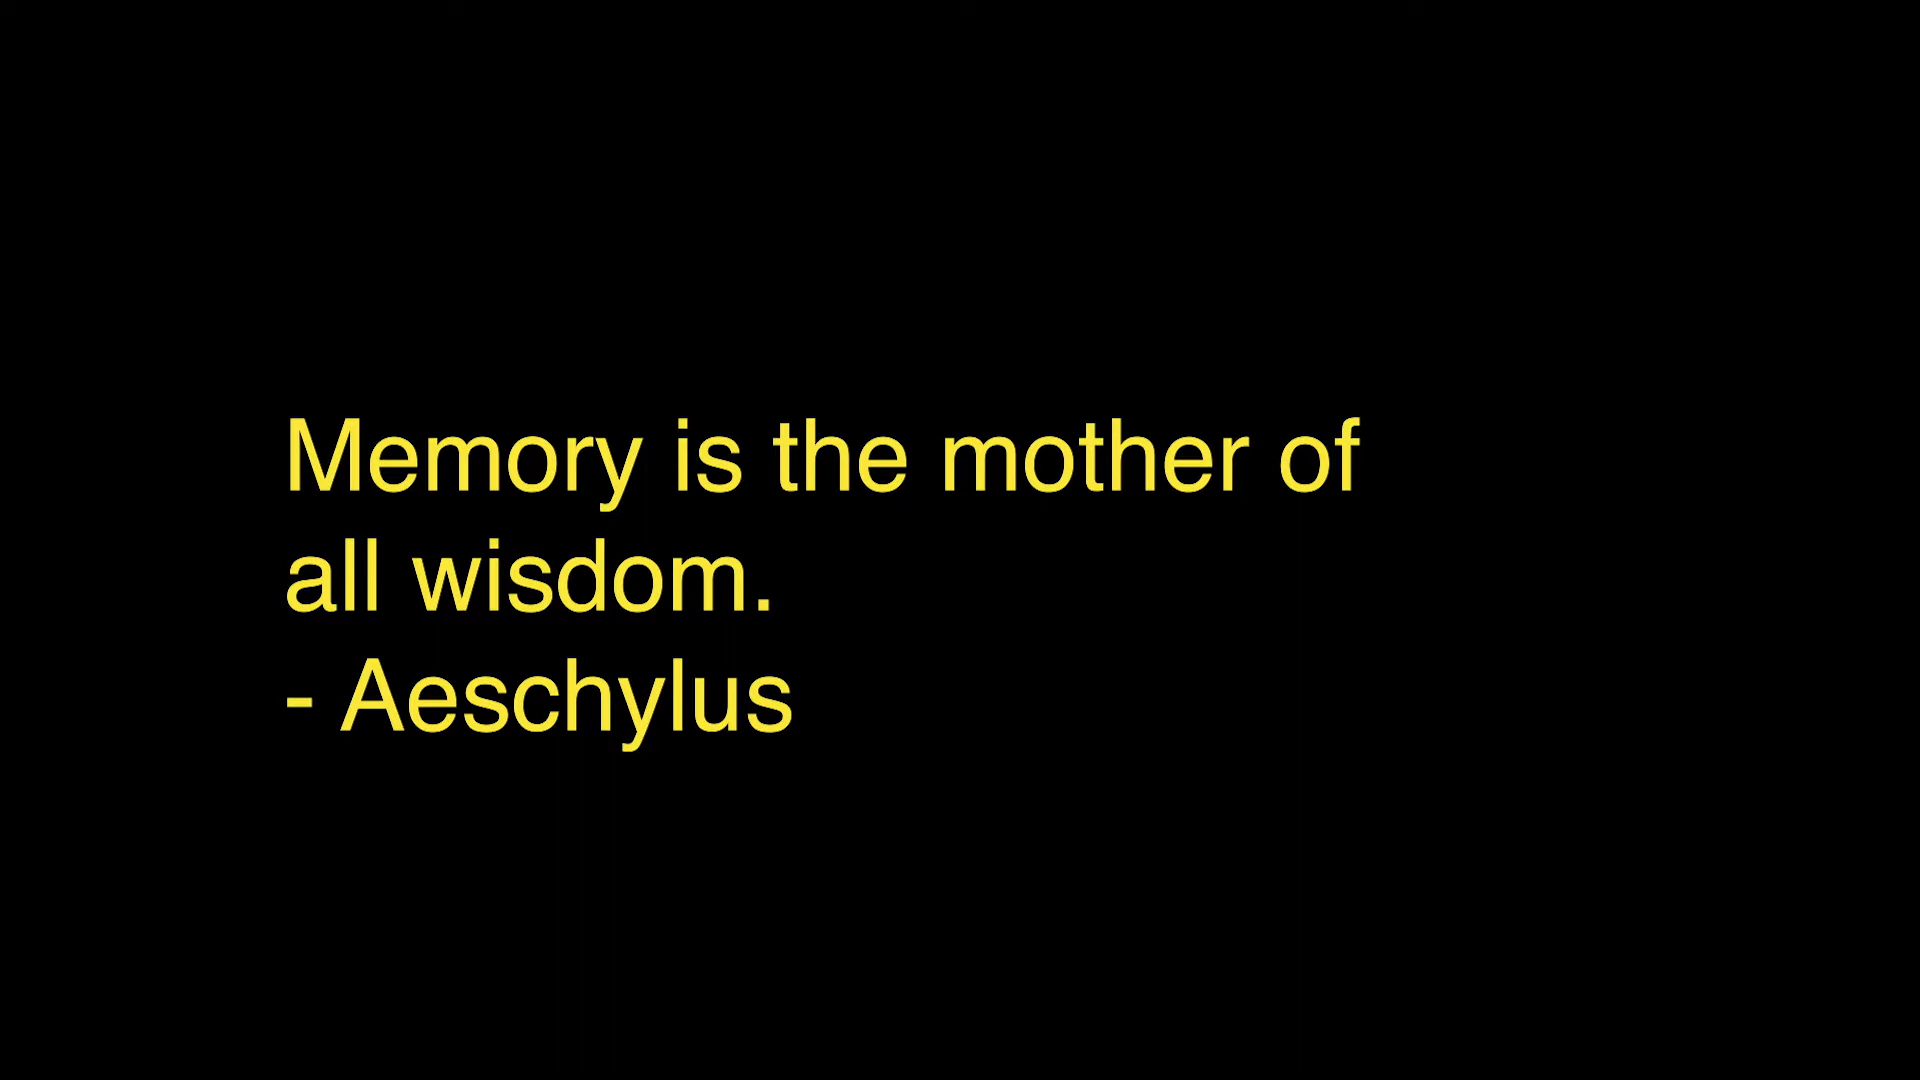 Memory is the mother of
all wisdom.
- Aeschylus